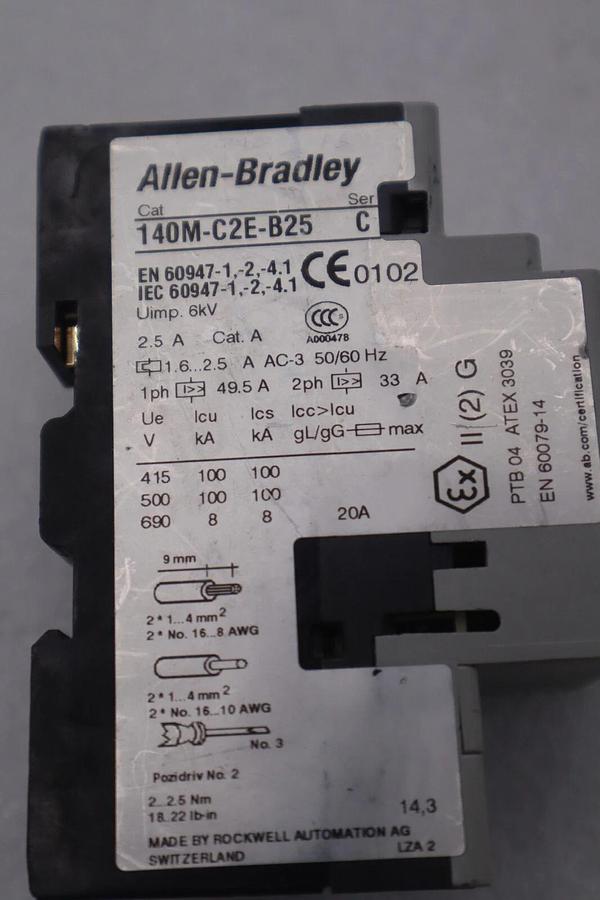 Allen-Bradley
Cat Ser
140M-C2E-B25 C
EN 60947-1,-2,-4.1
IEC 60947-1,-2,-4.1
CE 0102
Uimp. 6kV
CCC S
A000478
2.5 A Cat. A
1.6...2.5 A AC-3 50/60 Hz
1ph I>> 49.5 A 2ph I>> 33 A
Ue Icu Ics Icc>Icu
V kA kA gL/gG max
415 100 100
500 100 100
690 8 8 20A
Ex II (2) G
PTB 04 ATEX 3039
EN 60079-14
www.ab.com/certification
9 mm
2 * 1...4 mm²
2 * No. 16...8 AWG
2 * 1...4 mm²
2 * No. 16...10 AWG
No. 3
Pozidriv No. 2
2...2.5 Nm
18...22 lb-in
14,3
MADE BY ROCKWELL AUTOMATION AG
SWITZERLAND
LZA 2